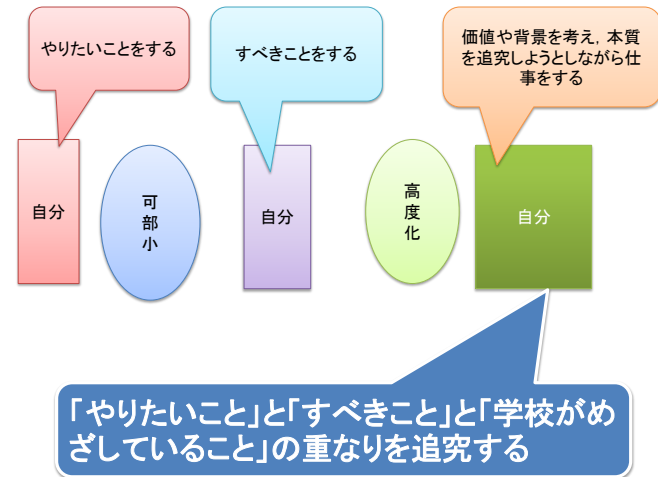 やりたいことをする
すべきことをする
価値や背景を考え，本質
を追究しようとしながら仕
事をする
自分
可部小
自分
高度化
自分
「やりたいこと」と「すべきこと」と「学校がめ
ざしていること」の重なりを追究する